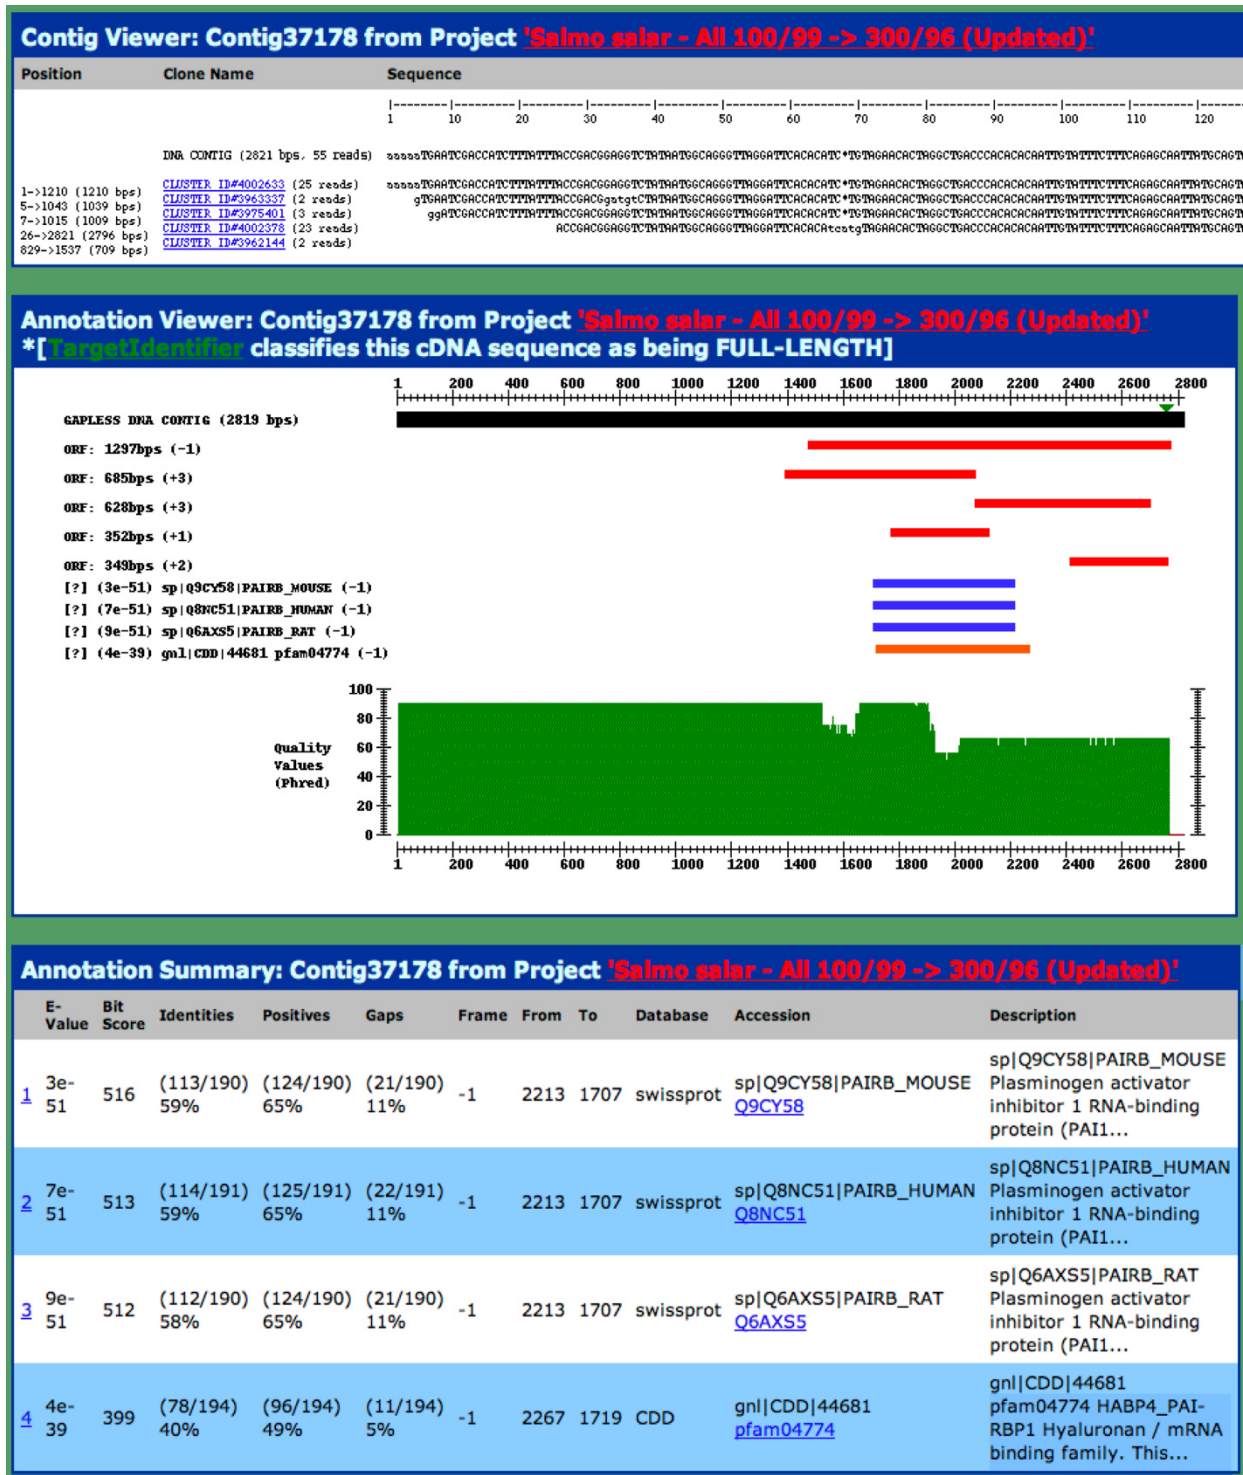 Contig Viewer: Contig37178 from Project 'Salmo salar - All 100/99 -> 300/96 (Updated)'
Position Clone Name Sequence
|---------|---------|---------|---------|---------|---------|---------|---------|---------|---------|---------|---------|------
1 10 20 30 40 50 60 70 80 90 100 110 120
DNA CONTIG (2821 bps, 55 reads) aaaaaTGAATCGACCATCTTTATTTACCGACGGAGGTCTATAATGGCAGGGTTAGGATTCACACATC*TGTAGAACACTAGGCTGACCCACACACAATTGTATTTCTTTCAGAGCAATTATGCAGT
1->1210 (1210 bps) CLUSTER ID#4002633 (25 reads) aaaaaTGAATCGACCATCTTTATTTACCGACGGAGGTCTATAATGGCAGGGTTAGGATTCACACATC*TGTAGAACACTAGGCTGACCCACACACAATTGTATTTCTTTCAGAGCAATTATGCAGT
5->1043 (1039 bps) CLUSTER ID#3963337 (2 reads) gTGAATCGACCATCTTTATTTACCGACGgatgtCTATAATGGCAGGGTTAGGATTCACACATC*TGTAGAACACTAGGCTGACCCACACACAATTGTATTTCTTTCAGAGCAATTATGCAGT
7->1015 (1009 bps) CLUSTER ID#3975401 (3 reads) ggATCGACCATCTTTATTTACCGACGGAGGTCTATAATGGCAGGGTTAGGATTCACACATC*TGTAGAACACTAGGCTGACCCACACACAATTGTATTTCTTTCAGAGCAATTATGCAGT
26->2821 (2796 bps) CLUSTER ID#4002378 (23 reads) ACCGACGGAGGTCTATAATGGCAGGGTTAGGATTCACACAtcatgTAGAACACTAGGCTGACCCACACACAATTGTATTTCTTTCAGAGCAATTATGCAGT
829->1537 (709 bps) CLUSTER ID#3962144 (2 reads)
Annotation Viewer: Contig37178 from Project 'Salmo salar - All 100/99 -> 300/96 (Updated)'
*[TargetIdentifier classifies this cDNA sequence as being FULL-LENGTH]
1 200 400 600 800 1000 1200 1400 1600 1800 2000 2200 2400 2600 2800
GAPLESS DNA CONTIG (2819 bps)
ORF: 1297bps (-1)
ORF: 685bps (+3)
ORF: 628bps (+3)
ORF: 352bps (+1)
ORF: 349bps (+2)
[?] (3e-51) sp|Q9CY58|PAIRB_MOUSE (-1)
[?] (7e-51) sp|Q8NC51|PAIRB_HUMAN (-1)
[?] (9e-51) sp|Q6AXS5|PAIRB_RAT (-1)
[?] (4e-39) gnl|CDD|44681 pfam04774 (-1)
100
80
Quality 60
Values
(Phred) 40
20
0
1 200 400 600 800 1000 1200 1400 1600 1800 2000 2200 2400 2600 2800
Annotation Summary: Contig37178 from Project 'Salmo salar - All 100/99 -> 300/96 (Updated)'
E- Bit
Value Score Identities Positives Gaps Frame From To Database Accession Description
sp|Q9CY58|PAIRB_MOUSE
3e- (113/190) (124/190) (21/190) sp|Q9CY58|PAIRB_MOUSE Plasminogen activator
1 51 516 59% 65% 11% -1 2213 1707 swissprot Q9CY58 inhibitor 1 RNA-binding
protein (PAI1...
sp|Q8NC51|PAIRB_HUMAN
7e- (114/191) (125/191) (22/191) sp|Q8NC51|PAIRB_HUMAN Plasminogen activator
2 51 513 59% 65% 11% -1 2213 1707 swissprot Q8NC51 inhibitor 1 RNA-binding
protein (PAI1...
sp|Q6AXS5|PAIRB_RAT
9e- (112/190) (124/190) (21/190) sp|Q6AXS5|PAIRB_RAT Plasminogen activator
3 51 512 58% 65% 11% -1 2213 1707 swissprot Q6AXS5 inhibitor 1 RNA-binding
protein (PAI1...
gnl|CDD|44681
4e- (78/194) (96/194) (11/194) gnl|CDD|44681 pfam04774 HABP4_PAI-
4 39 399 40% 49% 5% -1 2267 1719 CDD pfam04774 RBP1 Hyaluronan / mRNA
binding family. This...